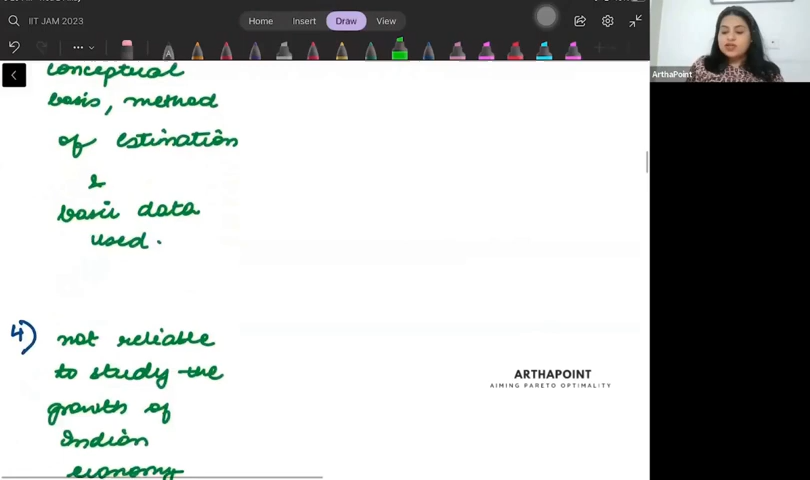 IIT JAM 2023
Home Insert Draw View
ArthaPoint
conceptual
basis, method
of estimation
&
basic data
used.
4) not reliable
to study the
growth of
Indian
economy
ARTHAPOINT
AIMING PARETO OPTIMALITY